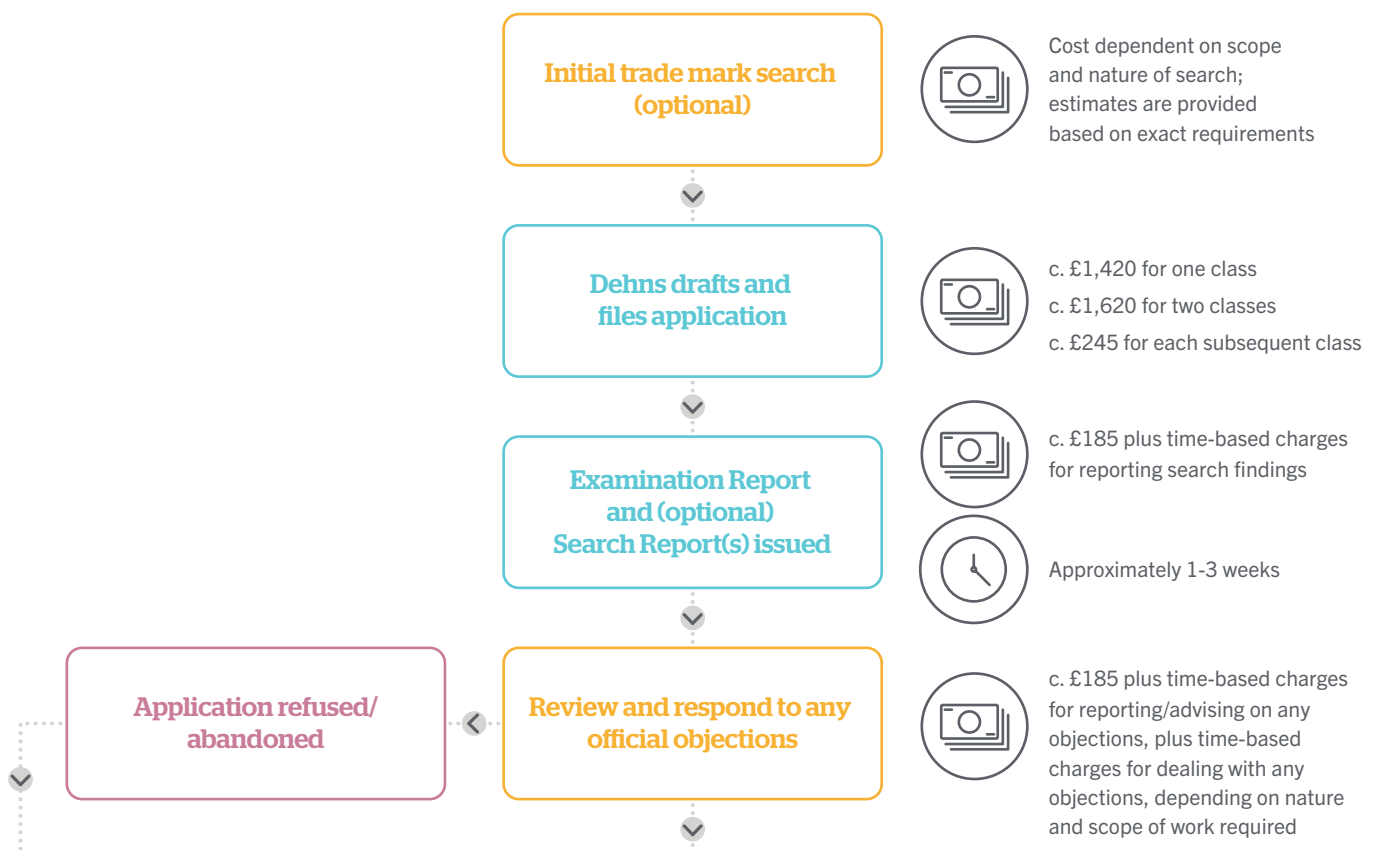 Initial trade mark search
(optional)
Cost dependent on scope
and nature of search;
estimates are provided
based on exact requirements
Dehns drafts and
files application
c. £1,420 for one class
c. £1,620 for two classes
c. £245 for each subsequent class
Examination Report
and (optional)
Search Report(s) issued
c. £185 plus time-based charges
for reporting search findings
Approximately 1-3 weeks
Application refused/
abandoned
Review and respond to any
official objections
c. £185 plus time-based charges
for reporting/advising on any
objections, plus time-based
charges for dealing with any
objections, depending on nature
and scope of work required